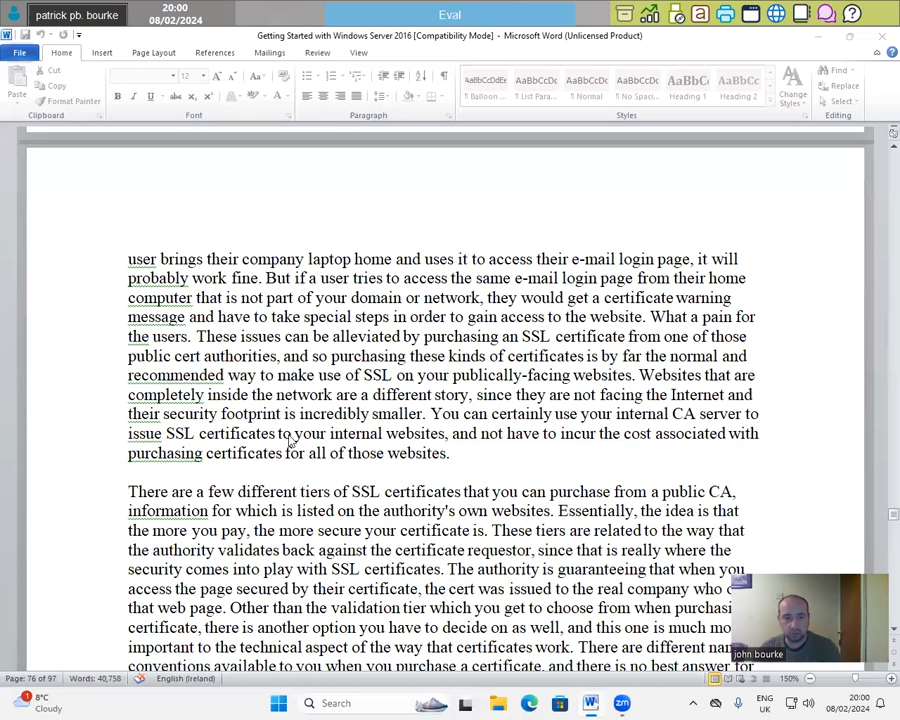 patrick pb. bourke
20:00
08/02/2024
Eval
Getting Started with Windows Server 2016 [Compatibility Mode] - Microsoft Word (Unlicensed Product)
File Home Insert Page Layout References Mailings Review View
Paste
Cut
Copy
Format Painter
Clipboard
12
Font
Paragraph
AaBbCcDdEe AaBbCcDc AaBbCcDc AaBbCcDc AaBbC AaBbCc
¶ Balloon ... ¶ List Para... ¶ Normal ¶ No Spaci... Heading 1 Heading 2
Change
Styles
Styles
Find
Replace
Select
Editing
user brings their company laptop home and uses it to access their e-mail login page, it will
probably work fine. But if a user tries to access the same e-mail login page from their home
computer that is not part of your domain or network, they would get a certificate warning
message and have to take special steps in order to gain access to the website. What a pain for
the users. These issues can be alleviated by purchasing an SSL certificate from one of those
public cert authorities, and so purchasing these kinds of certificates is by far the normal and
recommended way to make use of SSL on your publically-facing websites. Websites that are
completely inside the network are a different story, since they are not facing the Internet and
their security footprint is incredibly smaller. You can certainly use your internal CA server to
issue SSL certificates to your internal websites, and not have to incur the cost associated with
purchasing certificates for all of those websites.
There are a few different tiers of SSL certificates that you can purchase from a public CA,
information for which is listed on the authority's own websites. Essentially, the idea is that
the more you pay, the more secure your certificate is. These tiers are related to the way that
the authority validates back against the certificate requestor, since that is really where the
security comes into play with SSL certificates. The authority is guaranteeing that when you
access the page secured by their certificate, the cert was issued to the real company who
that web page. Other than the validation tier which you get to choose from when
certificate, there is another option you have to decide on as well, and this one is much
important to the technical aspect of the way that certificates work. There are different
conventions available to you when you purchase a certificate, and there is no best answer for
john bourke
Page: 76 of 97 Words: 40,758 English (Ireland) 150%
8°C
Cloudy
Search
ENG
UK
20:00
08/02/2024